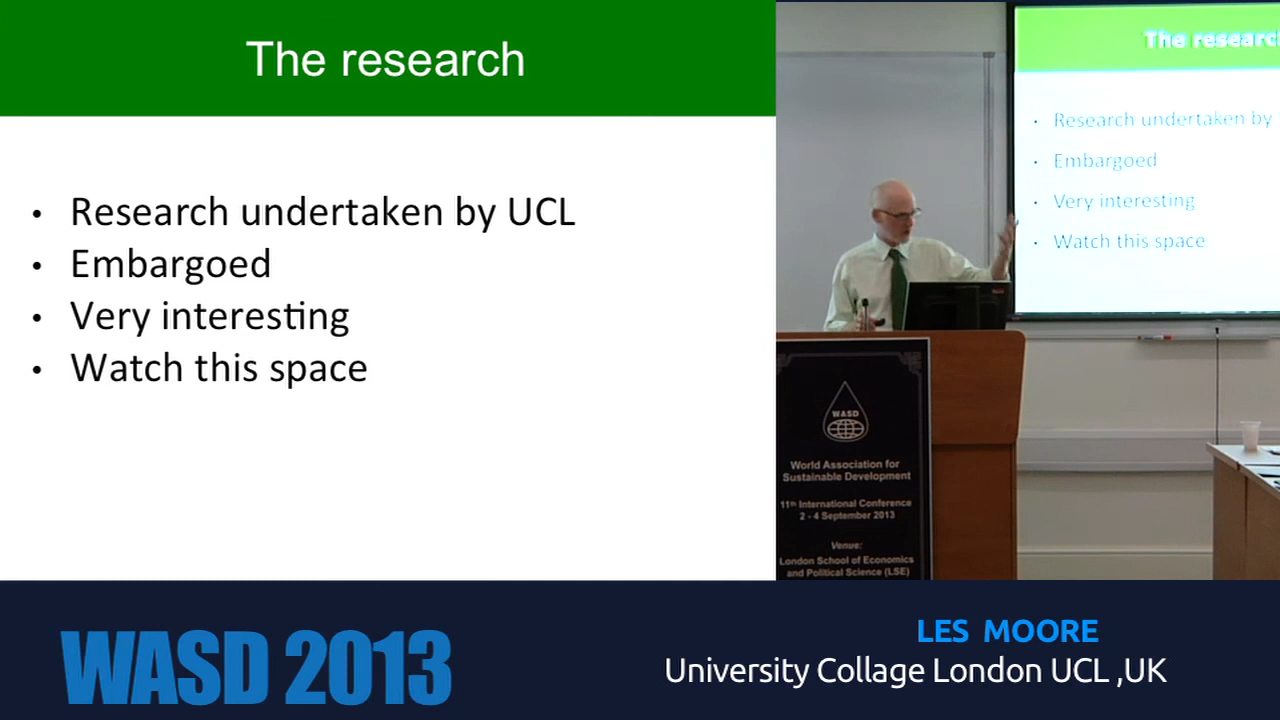 The research
• Research undertaken by UCL
• Embargoed
• Very interesting
• Watch this space
The research
• Research undertaken by
• Embargoed
• Very interesting
• Watch this space
WASD
World Association for
Sustainable Development
11th International Conference
2 - 4 September 2013
Venue:
London School of Economics
and Political Science (LSE)
WASD 2013
LES MOORE
University Collage London UCL ,UK